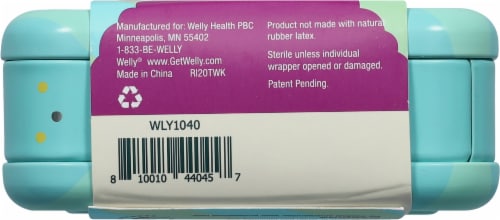 Manufactured for: Welly Health PBC
Minneapolis, MN 55402
1-833-BE-WELLY
Welly® www.GetWelly.com
Made in China RI20TWK
Product not made with natural
rubber latex.
Sterile unless individual
wrapper opened or damaged.
Patent Pending.
WLY1040
8 10010 44045 7